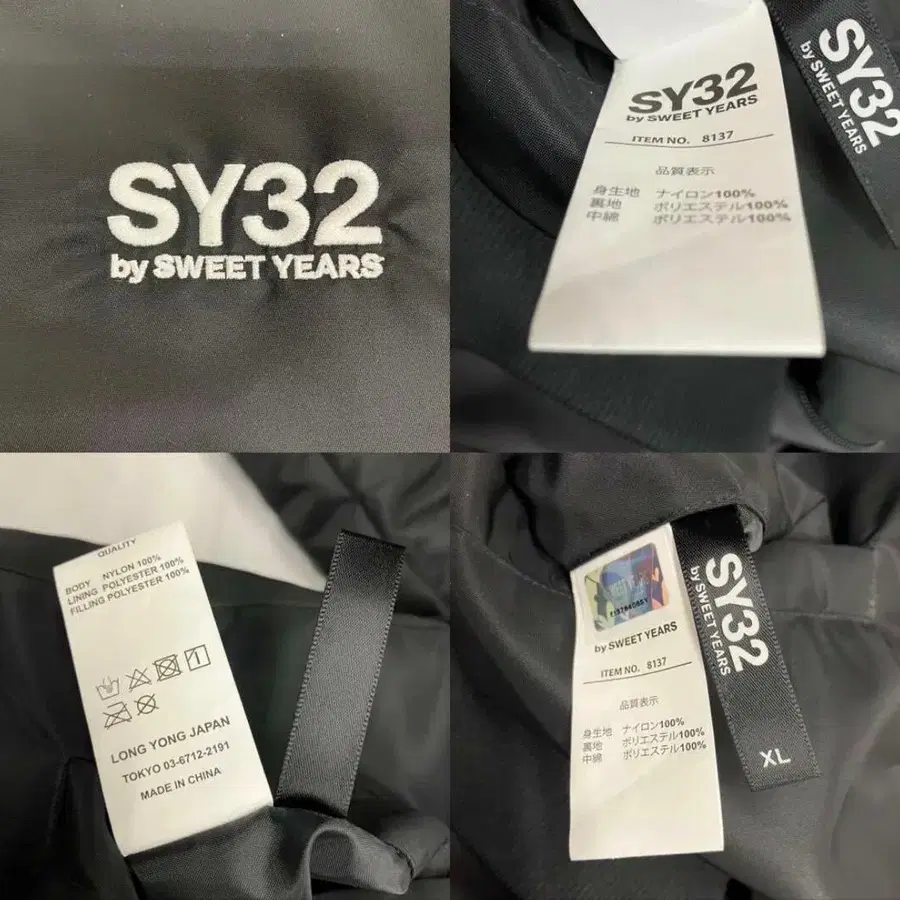 SY32
by SWEET YEARS
SY32
by SWEET YEARS
ITEM NO. 8137
品質表示
身生地 ナイロン100%
裏地 ポリエステル100%
中綿 ポリエステル100%
SY32
by SWEET YEARS
QUALITY
BODY NYLON 100%
LINING POLYESTER 100%
FILLING POLYESTER 100%
LONG YONG JAPAN
TOKYO 03-6712-2191
MADE IN CHINA
by SWEET YEARS
ITEM NO. 8137
品質表示
身生地 ナイロン100%
裏地 ポリエステル100%
中綿 ポリエステル100%
SY32
by SWEET YEARS
XL